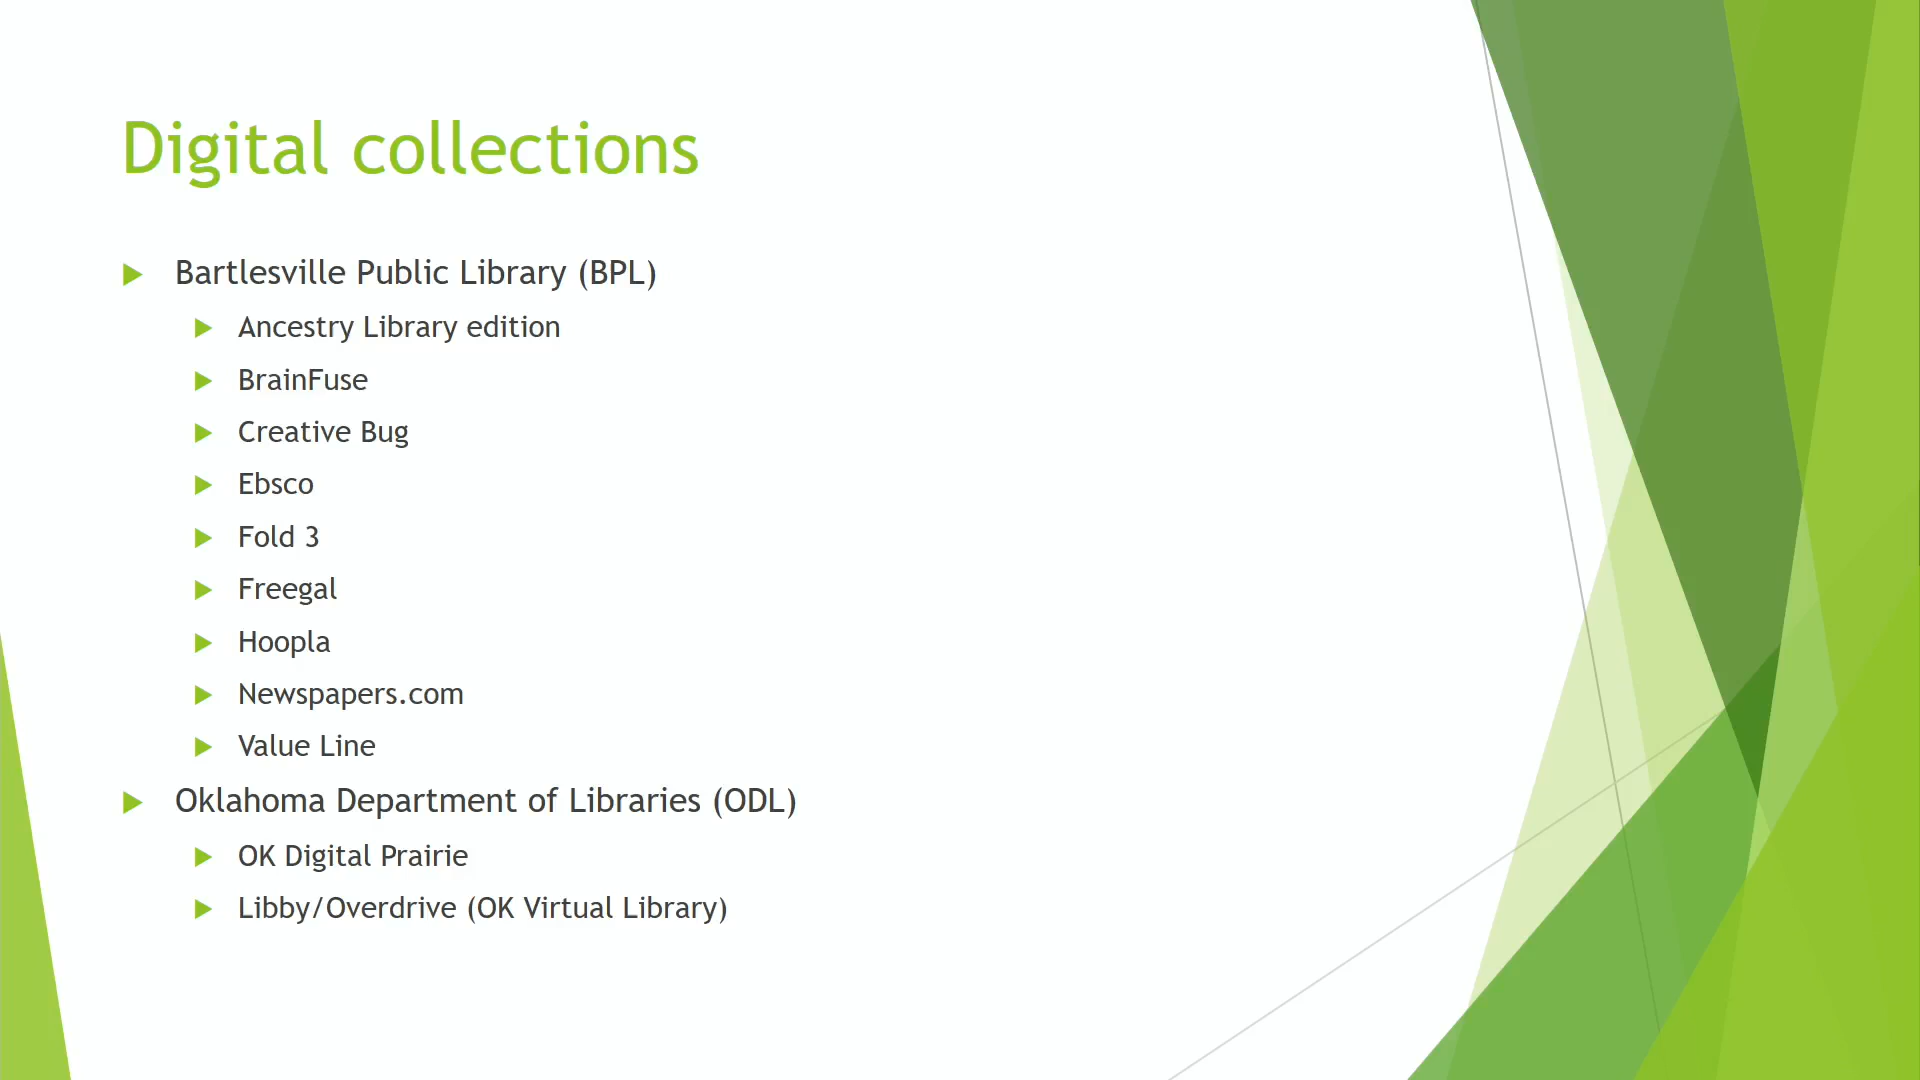 Digital collections
Bartlesville Public Library (BPL)
Ancestry Library edition
BrainFuse
Creative Bug
Ebsco
Fold 3
Freegal
Hoopla
Newspapers.com
Value Line
Oklahoma Department of Libraries (ODL)
OK Digital Prairie
Libby/Overdrive (OK Virtual Library)